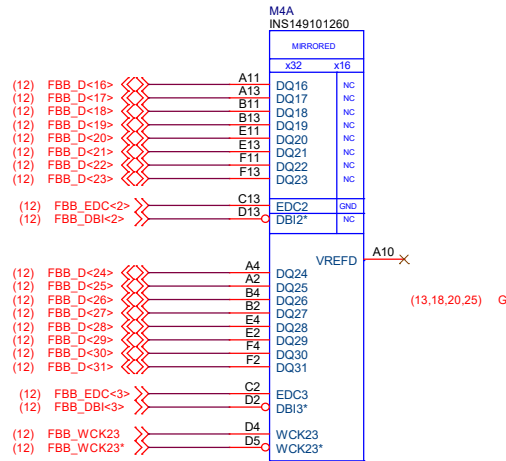 M4A
INS149101260
MIRRORED
x32 x16
(12) FBB_D<16> A11 DQ16 NC
(12) FBB_D<17> A13 DQ17 NC
(12) FBB_D<18> B11 DQ18 NC
(12) FBB_D<19> B13 DQ19 NC
(12) FBB_D<20> E11 DQ20 NC
(12) FBB_D<21> E13 DQ21 NC
(12) FBB_D<22> F11 DQ22 NC
(12) FBB_D<23> F13 DQ23 NC
(12) FBB_EDC<2> C13 EDC2 GND
(12) FBB_DBI<2> D13 DBI2* NC
VREFD A10
(12) FBB_D<24> A4 DQ24
(12) FBB_D<25> A2 DQ25
(12) FBB_D<26> B4 DQ26 (13,18,20,25) G
(12) FBB_D<27> B2 DQ27
(12) FBB_D<28> E4 DQ28
(12) FBB_D<29> E2 DQ29
(12) FBB_D<30> F4 DQ30
(12) FBB_D<31> F2 DQ31
(12) FBB_EDC<3> C2 EDC3
(12) FBB_DBI<3> D2 DBI3*
(12) FBB_WCK23 D4 WCK23
(12) FBB_WCK23* D5 WCK23*